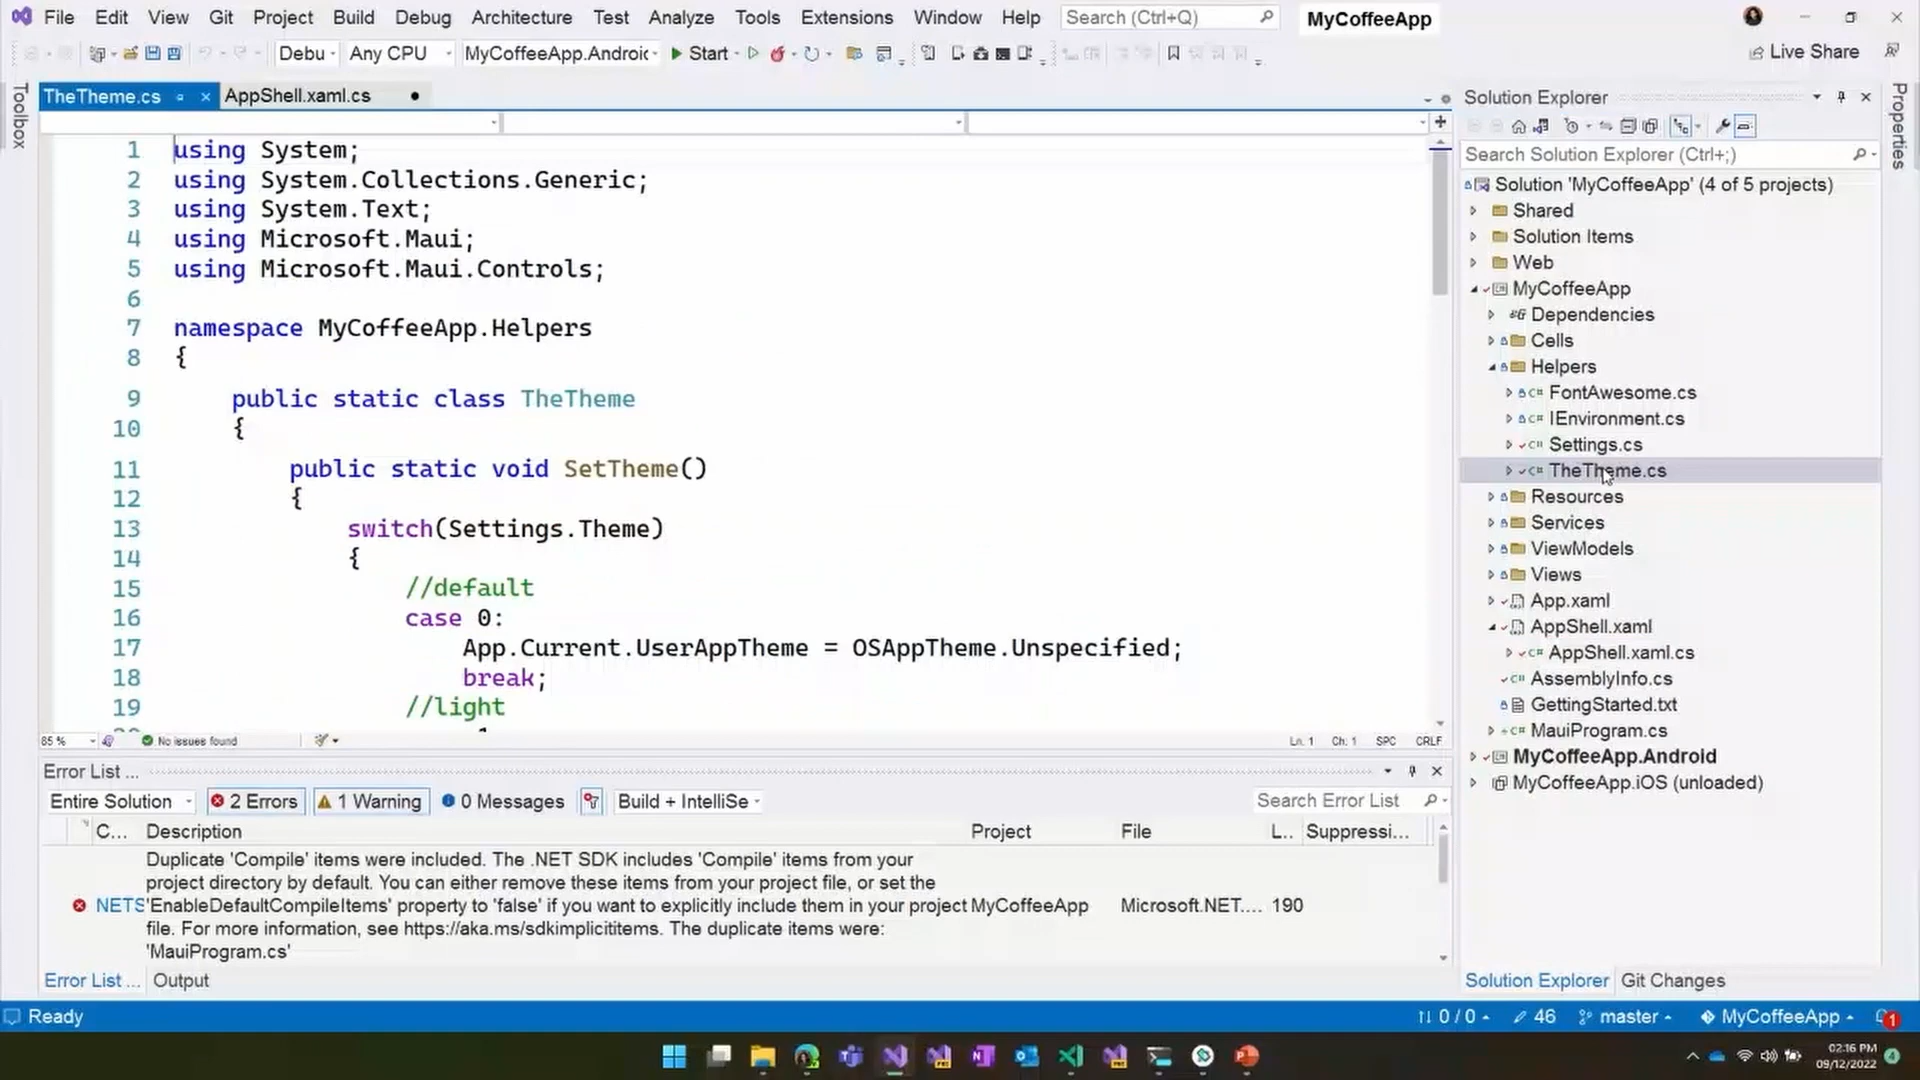 File Edit View Git Project Build Debug Architecture Test Analyze Tools Extensions Window Help Search (Ctrl+Q) MyCoffeeApp
Debu Any CPU MyCoffeeApp.Android Start Live Share
Toolbox
TheTheme.cs AppShell.xaml.cs
1 using System;
2 using System.Collections.Generic;
3 using System.Text;
4 using Microsoft.Maui;
5 using Microsoft.Maui.Controls;
6
7 namespace MyCoffeeApp.Helpers
8 {
9 public static class TheTheme
10 {
11 public static void SetTheme()
12 {
13 switch(Settings.Theme)
14 {
15 //default
16 case 0:
17 App.Current.UserAppTheme = OSAppTheme.Unspecified;
18 break;
19 //light
85 % No issues found Ln: 1 Ch: 1 SPC CRLF
Error List ...
Entire Solution 2 Errors 1 Warning 0 Messages Build + IntelliSe Search Error List
C... Description Project File L.. Suppressi...
Duplicate 'Compile' items were included. The .NET SDK includes 'Compile' items from your
project directory by default. You can either remove these items from your project file, or set the
NETS 'EnableDefaultCompileItems' property to 'false' if you want to explicitly include them in your project MyCoffeeApp Microsoft.NET.... 190
file. For more information, see https://aka.ms/sdkimplicititems. The duplicate items were:
'MauiProgram.cs'
Error List ... Output
Solution Explorer
Search Solution Explorer (Ctrl+;)
Solution 'MyCoffeeApp' (4 of 5 projects)
Shared
Solution Items
Web
MyCoffeeApp
Dependencies
Cells
Helpers
FontAwesome.cs
IEnvironment.cs
Settings.cs
TheTheme.cs
Resources
Services
ViewModels
Views
App.xaml
AppShell.xaml
AppShell.xaml.cs
AssemblyInfo.cs
GettingStarted.txt
MauiProgram.cs
MyCoffeeApp.Android
MyCoffeeApp.iOS (unloaded)
Solution Explorer Git Changes
Properties
Ready 0 / 0 46 master MyCoffeeApp 1
02:16 PM
09/12/2022 4